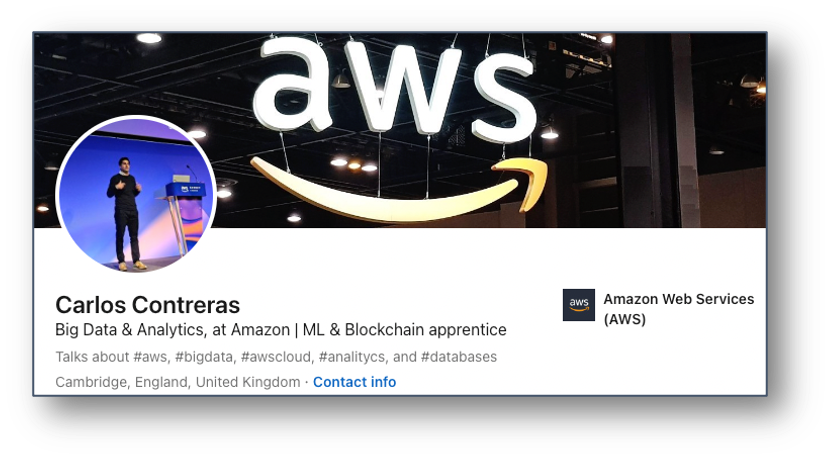 aws
Carlos Contreras
Big Data & Analytics, at Amazon | ML & Blockchain apprentice
Talks about #aws, #bigdata, #awscloud, #analitycs, and #databases
Cambridge, England, United Kingdom · Contact info
aws
Amazon Web Services
(AWS)